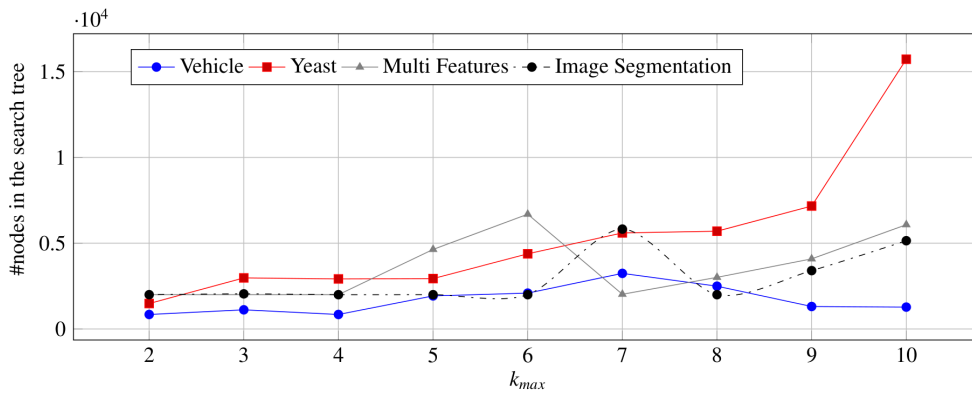 ·10⁴
Vehicle Yeast Multi Features Image Segmentation
#nodes in the search tree
1.5
1
0.5
0
2 3 4 5 6 7 8 9 10
kmax